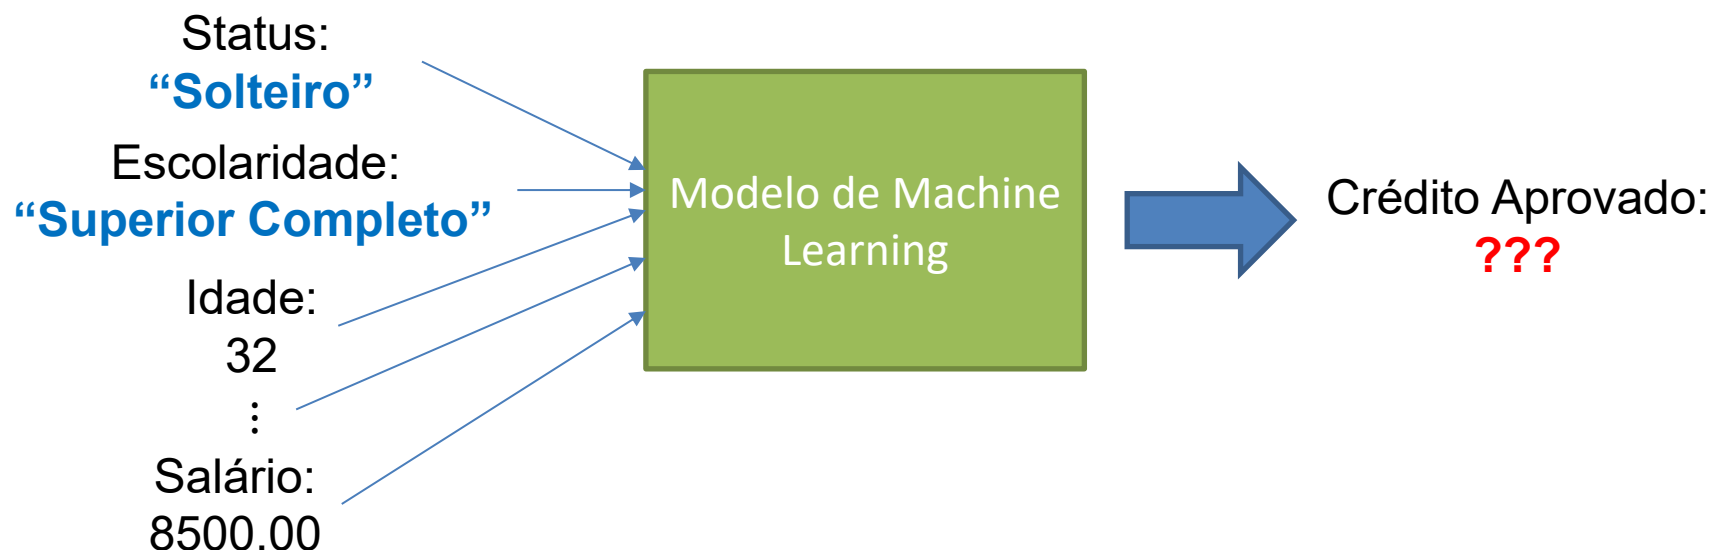 Status:
“Solteiro”
Escolaridade:
“Superior Completo”
Idade:
32
⋮
Salário:
8500,00
Modelo de Machine
Learning
Crédito Aprovado:
???